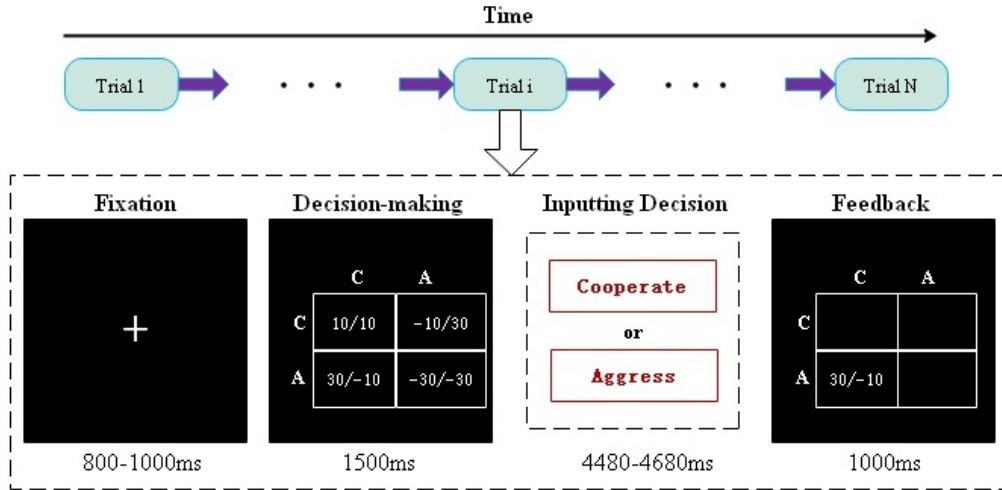 Time
Trial 1 . . . Trial i . . . Trial N
Fixation Decision-making Inputting Decision Feedback
C A C A
Cooperate
C 10/10 -10/30 C
or
A 30/-10 -30/-30 A 30/-10
Aggress
800-1000ms 1500ms 4480-4680ms 1000ms